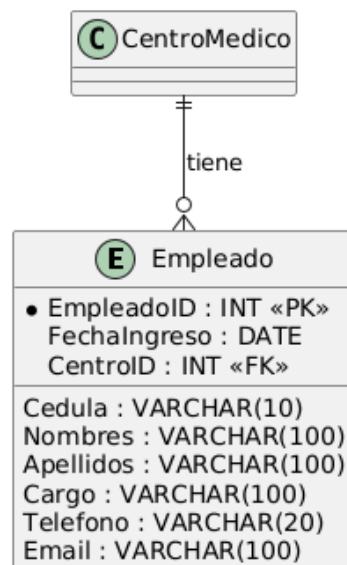 C CentroMedico
tiene
E Empleado
• EmpleadoID : INT «PK»
FechaIngreso : DATE
CentroID : INT «FK»
Cedula : VARCHAR(10)
Nombres : VARCHAR(100)
Apellidos : VARCHAR(100)
Cargo : VARCHAR(100)
Telefono : VARCHAR(20)
Email : VARCHAR(100)